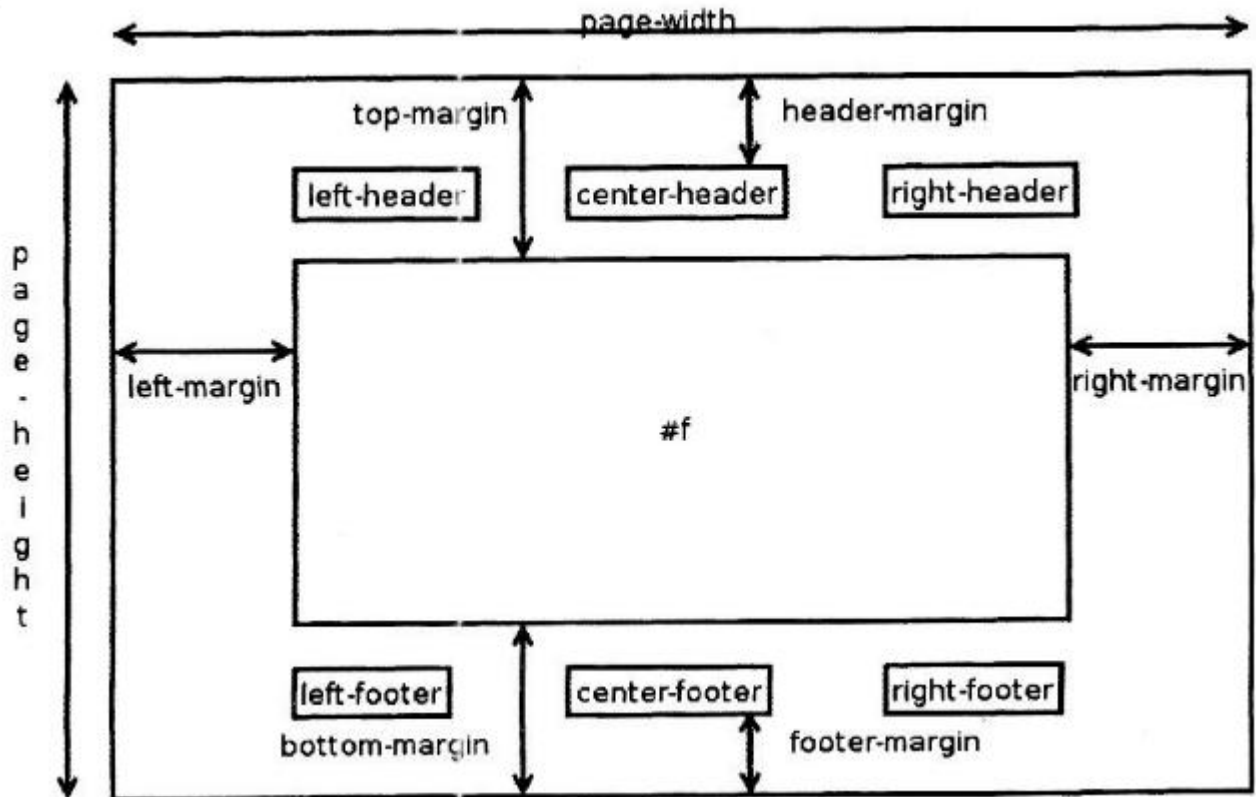 page-width
top-margin
header-margin
left-header
center-header
right-header
page-height
left-margin
right-margin
#f
left-footer
center-footer
right-footer
bottom-margin
footer-margin